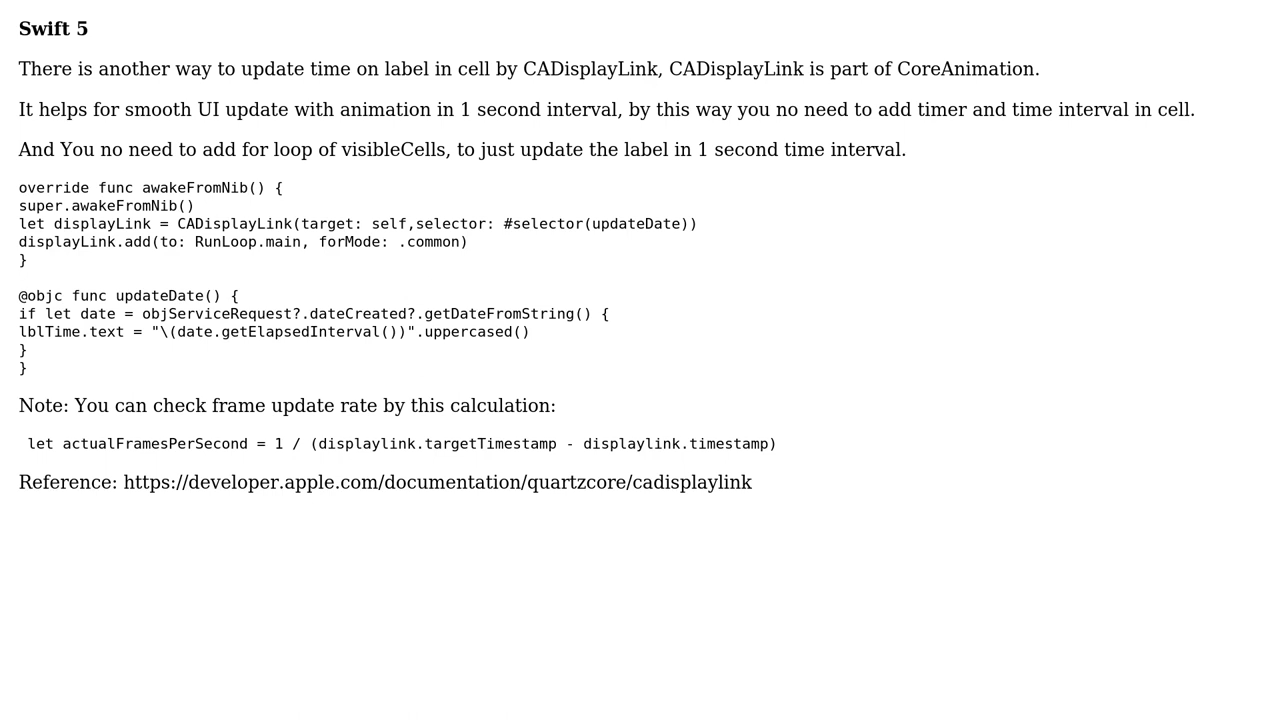 Swift 5
There is another way to update time on label in cell by CADisplayLink, CADisplayLink is part of CoreAnimation.
It helps for smooth UI update with animation in 1 second interval, by this way you no need to add timer and time interval in cell.
And You no need to add for loop of visibleCells, to just update the label in 1 second time interval.
override func awakeFromNib() {
super.awakeFromNib()
let displayLink = CADisplayLink(target: self,selector: #selector(updateDate))
displayLink.add(to: RunLoop.main, forMode: .common)
}
@objc func updateDate() {
if let date = objServiceRequest?.dateCreated?.getDateFromString() {
lblTime.text = "\(date.getElapsedInterval())".uppercased()
}
}
Note: You can check frame update rate by this calculation:
let actualFramesPerSecond = 1 / (displaylink.targetTimestamp - displaylink.timestamp)
Reference: https://developer.apple.com/documentation/quartzcore/cadisplaylink